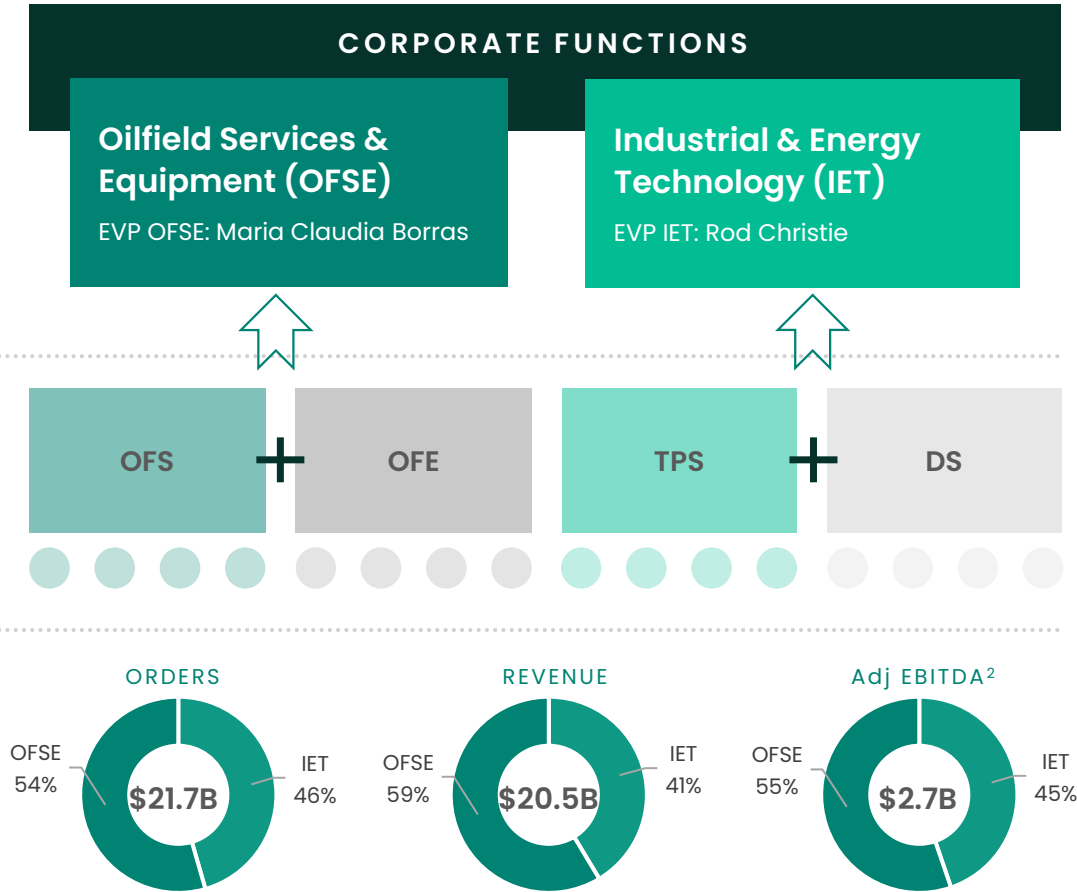 CORPORATE FUNCTIONS
Oilfield Services &
Equipment (OFSE)
EVP OFSE: Maria Claudia Borras
Industrial & Energy
Technology (IET)
EVP IET: Rod Christie
OFS
OFE
TPS
DS
ORDERS
OFSE
54%
$21.7B
IET
46%
REVENUE
OFSE
59%
$20.5B
IET
41%
Adj EBITDA²
OFSE
55%
$2.7B
IET
45%